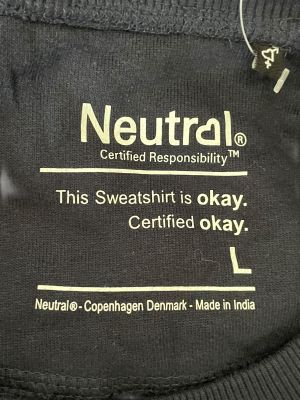 Neutral®
Certified Responsibility™
This Sweatshirt is okay.
Certified okay.
L
Neutral® - Copenhagen Denmark - Made in India